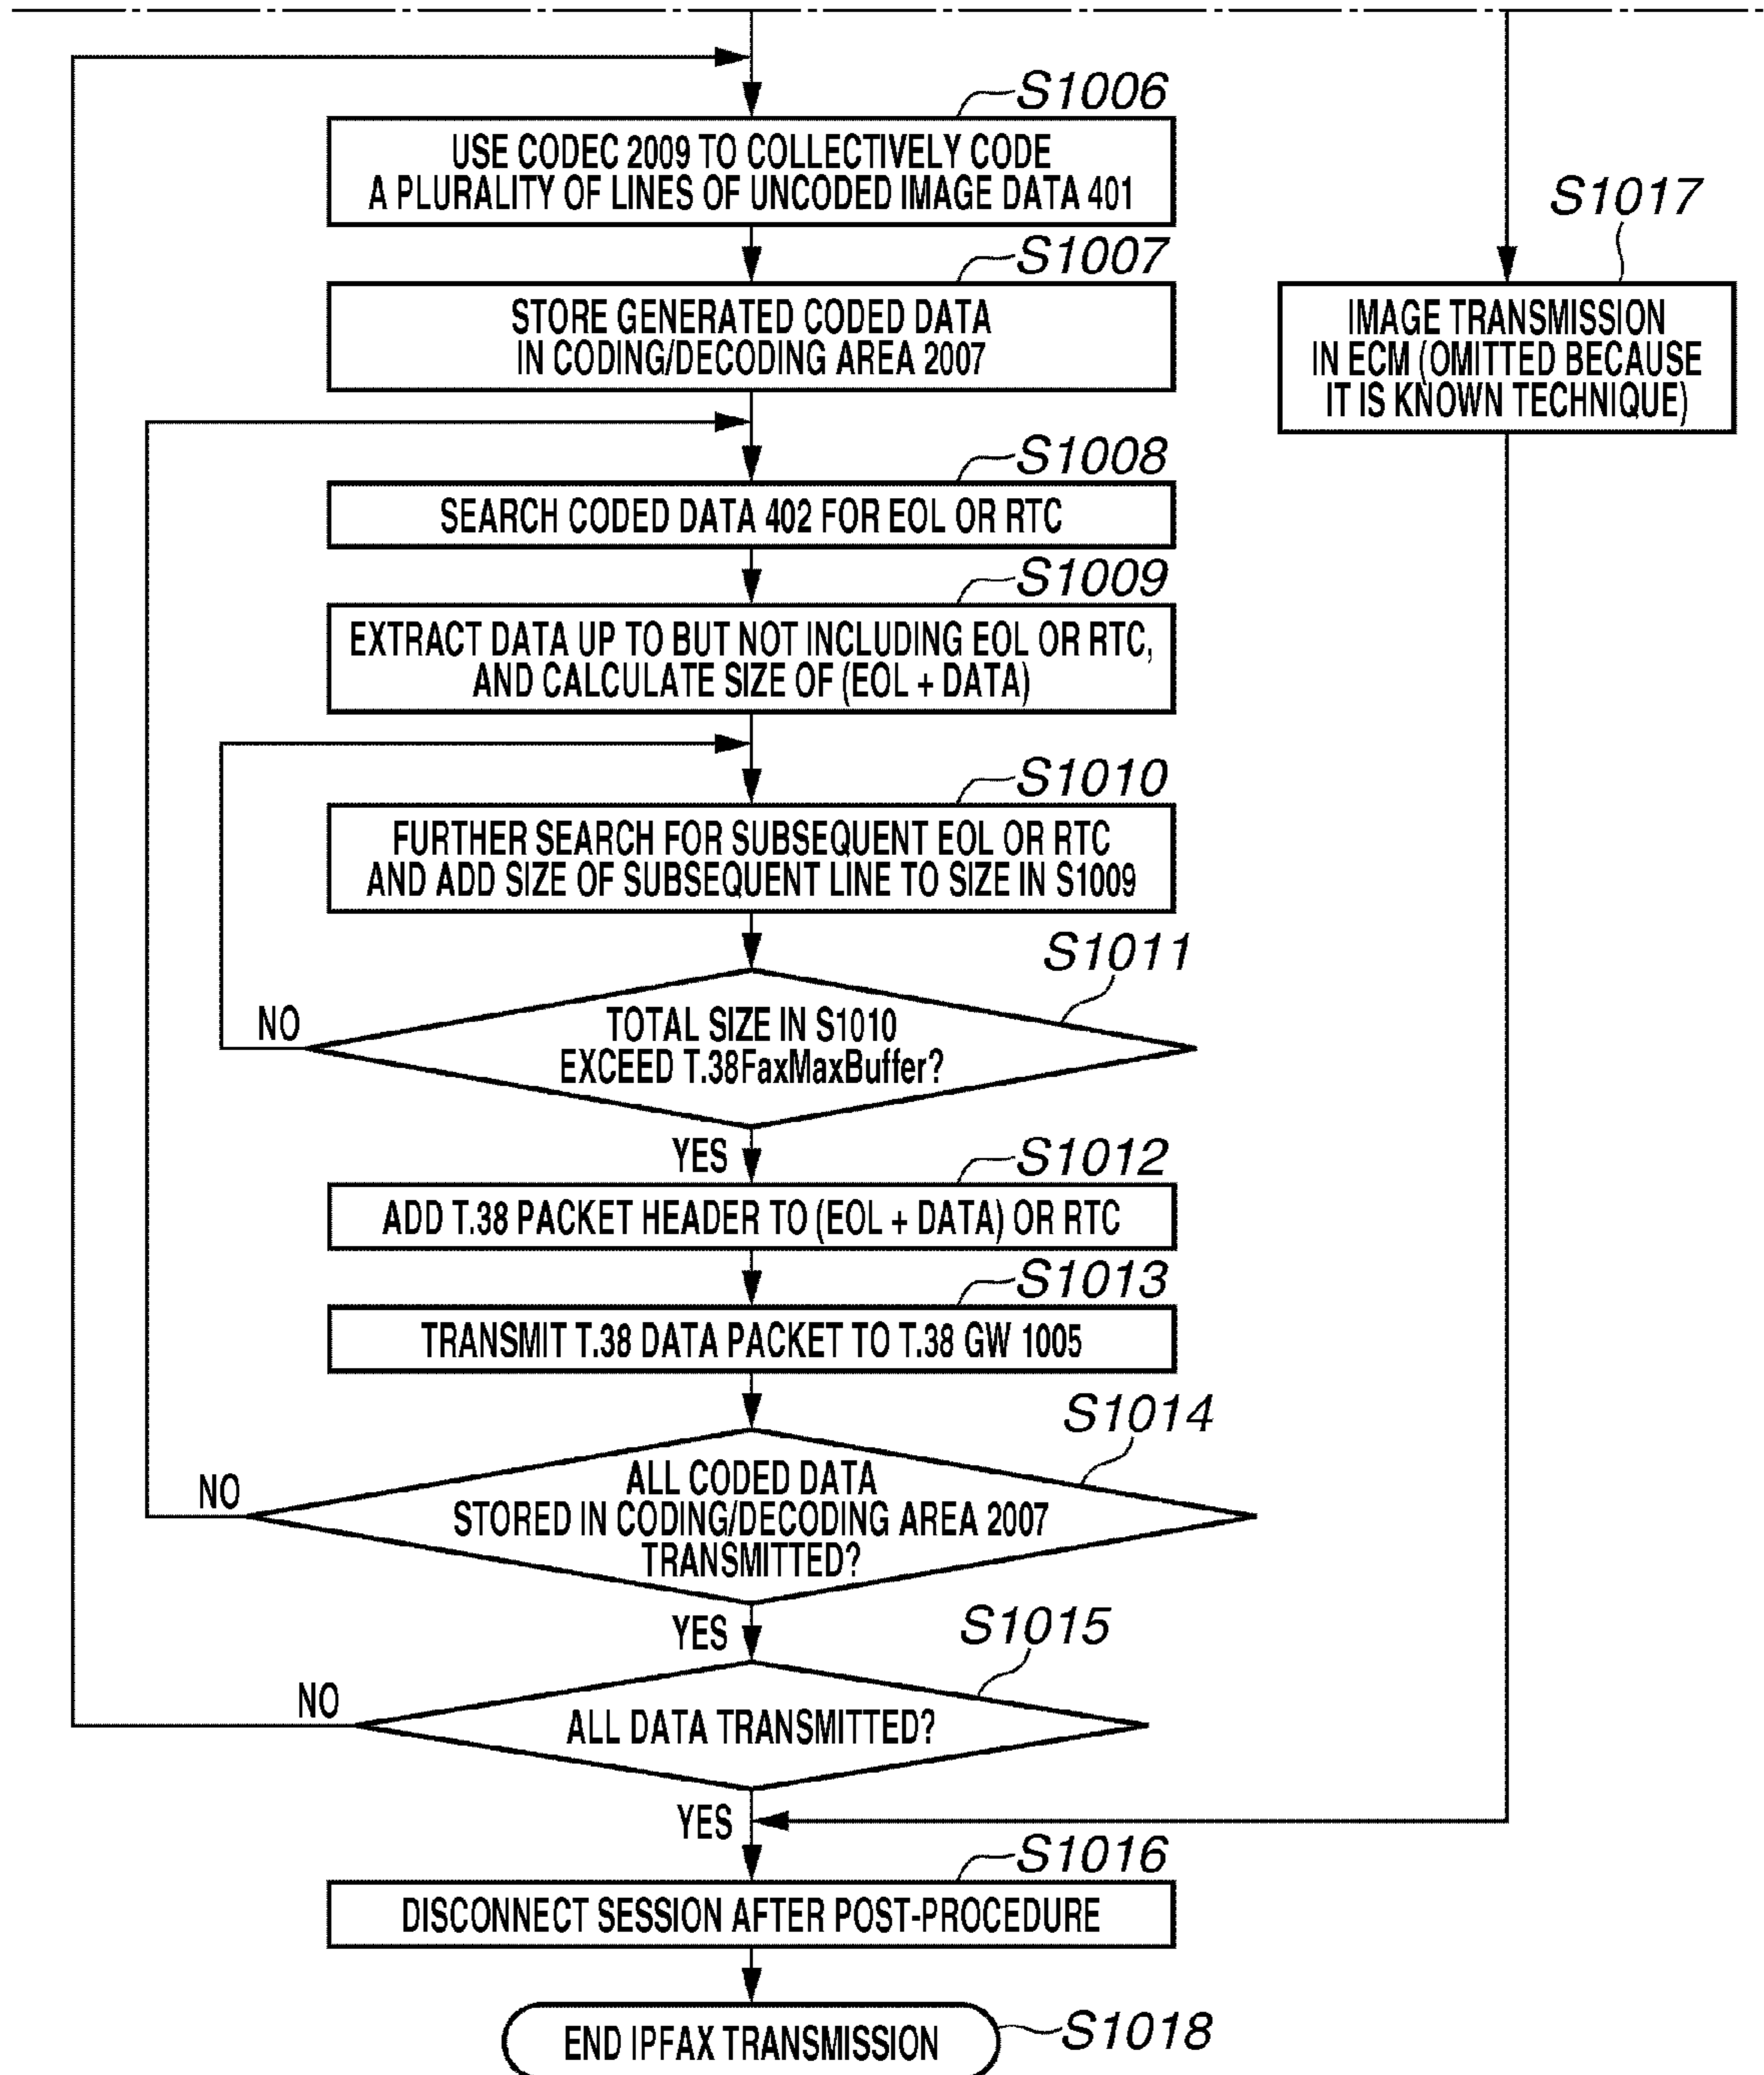 S1006
USE CODEC 2009 TO COLLECTIVELY CODE
A PLURALITY OF LINES OF UNCODED IMAGE DATA 401
S1017
IMAGE TRANSMISSION
IN ECM (OMITTED BECAUSE
IT IS KNOWN TECHNIQUE)
S1007
STORE GENERATED CODED DATA
IN CODING/DECODING AREA 2007
S1008
SEARCH CODED DATA 402 FOR EOL OR RTC
S1009
EXTRACT DATA UP TO BUT NOT INCLUDING EOL OR RTC,
AND CALCULATE SIZE OF (EOL + DATA)
S1010
FURTHER SEARCH FOR SUBSEQUENT EOL OR RTC
AND ADD SIZE OF SUBSEQUENT LINE TO SIZE IN S1009
S1011
NO
TOTAL SIZE IN S1010
EXCEED T.38FaxMaxBuffer?
YES
S1012
ADD T.38 PACKET HEADER TO (EOL + DATA) OR RTC
S1013
TRANSMIT T.38 DATA PACKET TO T.38 GW 1005
S1014
NO
ALL CODED DATA
STORED IN CODING/DECODING AREA 2007
TRANSMITTED?
YES
S1015
NO
ALL DATA TRANSMITTED?
YES
S1016
DISCONNECT SESSION AFTER POST-PROCEDURE
END IPFAX TRANSMISSION
S1018